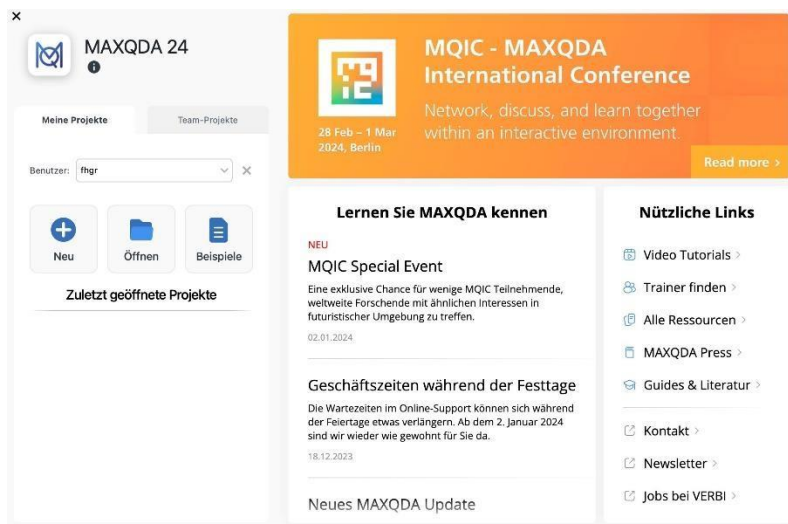 MAXQDA 24
Meine Projekte
Team-Projekte
Benutzer:
fhgr
Neu
Öffnen
Beispiele
Zuletzt geöffnete Projekte
28 Feb – 1 Mar
2024, Berlin
MQIC - MAXQDA
International Conference
Network, discuss, and learn together
within an interactive environment.
Read more >
Lernen Sie MAXQDA kennen
NEU
MQIC Special Event
Eine exklusive Chance für wenige MQIC Teilnehmende,
weltweite Forschende mit ähnlichen Interessen in
futuristischer Umgebung zu treffen.
02.01.2024
Geschäftszeiten während der Festtage
Die Wartezeiten im Online-Support können sich während
der Feiertage etwas verlängern. Ab dem 2. Januar 2024
sind wir wieder wie gewohnt für Sie da.
18.12.2023
Neues MAXQDA Update
Nützliche Links
Video Tutorials >
Trainer finden >
Alle Ressourcen >
MAXQDA Press >
Guides & Literatur >
Kontakt >
Newsletter >
Jobs bei VERBI >